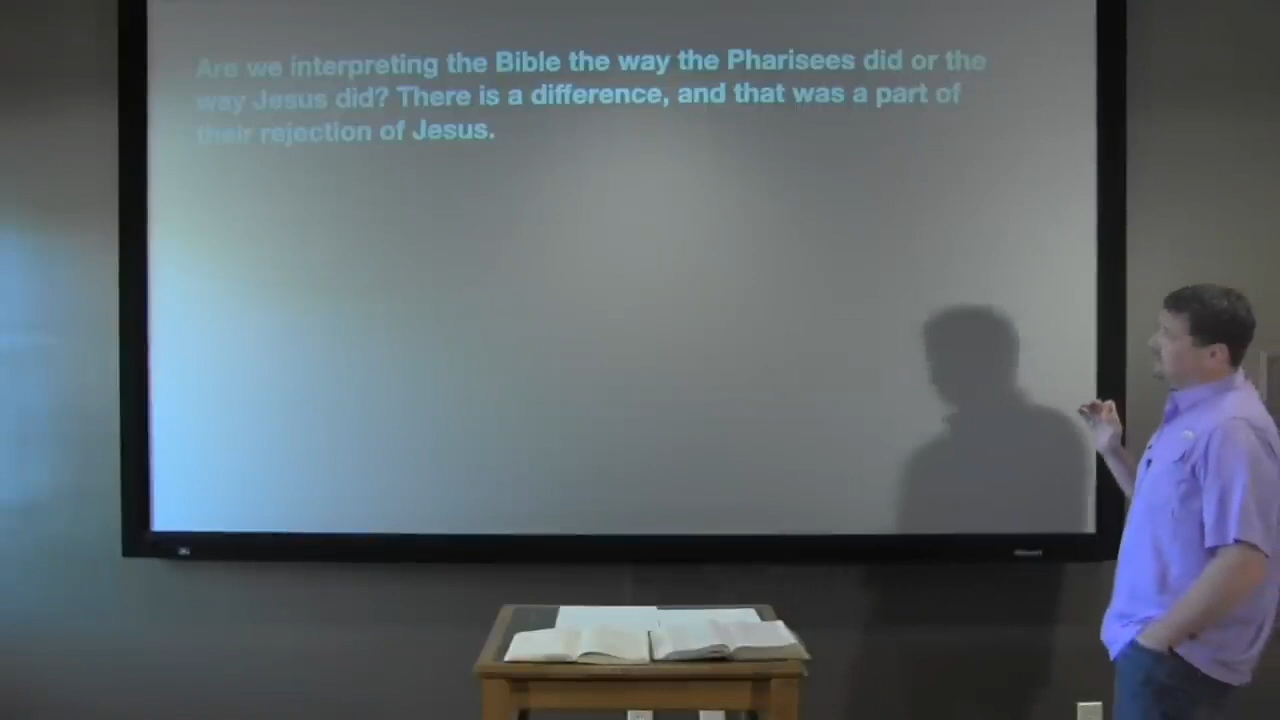 Are we interpreting the Bible the way the Pharisees did or the
way Jesus did? There is a difference, and that was a part of
their rejection of Jesus.